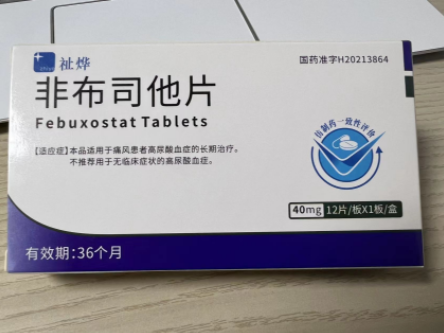 祉烨
国药准字H20213864
非布司他片
Febuxostat Tablets
【适应症】本品适用于痛风患者高尿酸血症的长期治疗。
不推荐用于无临床症状的高尿酸血症。
仿制药一致性评价
40mg 12片/板X1板/盒
有效期：36个月